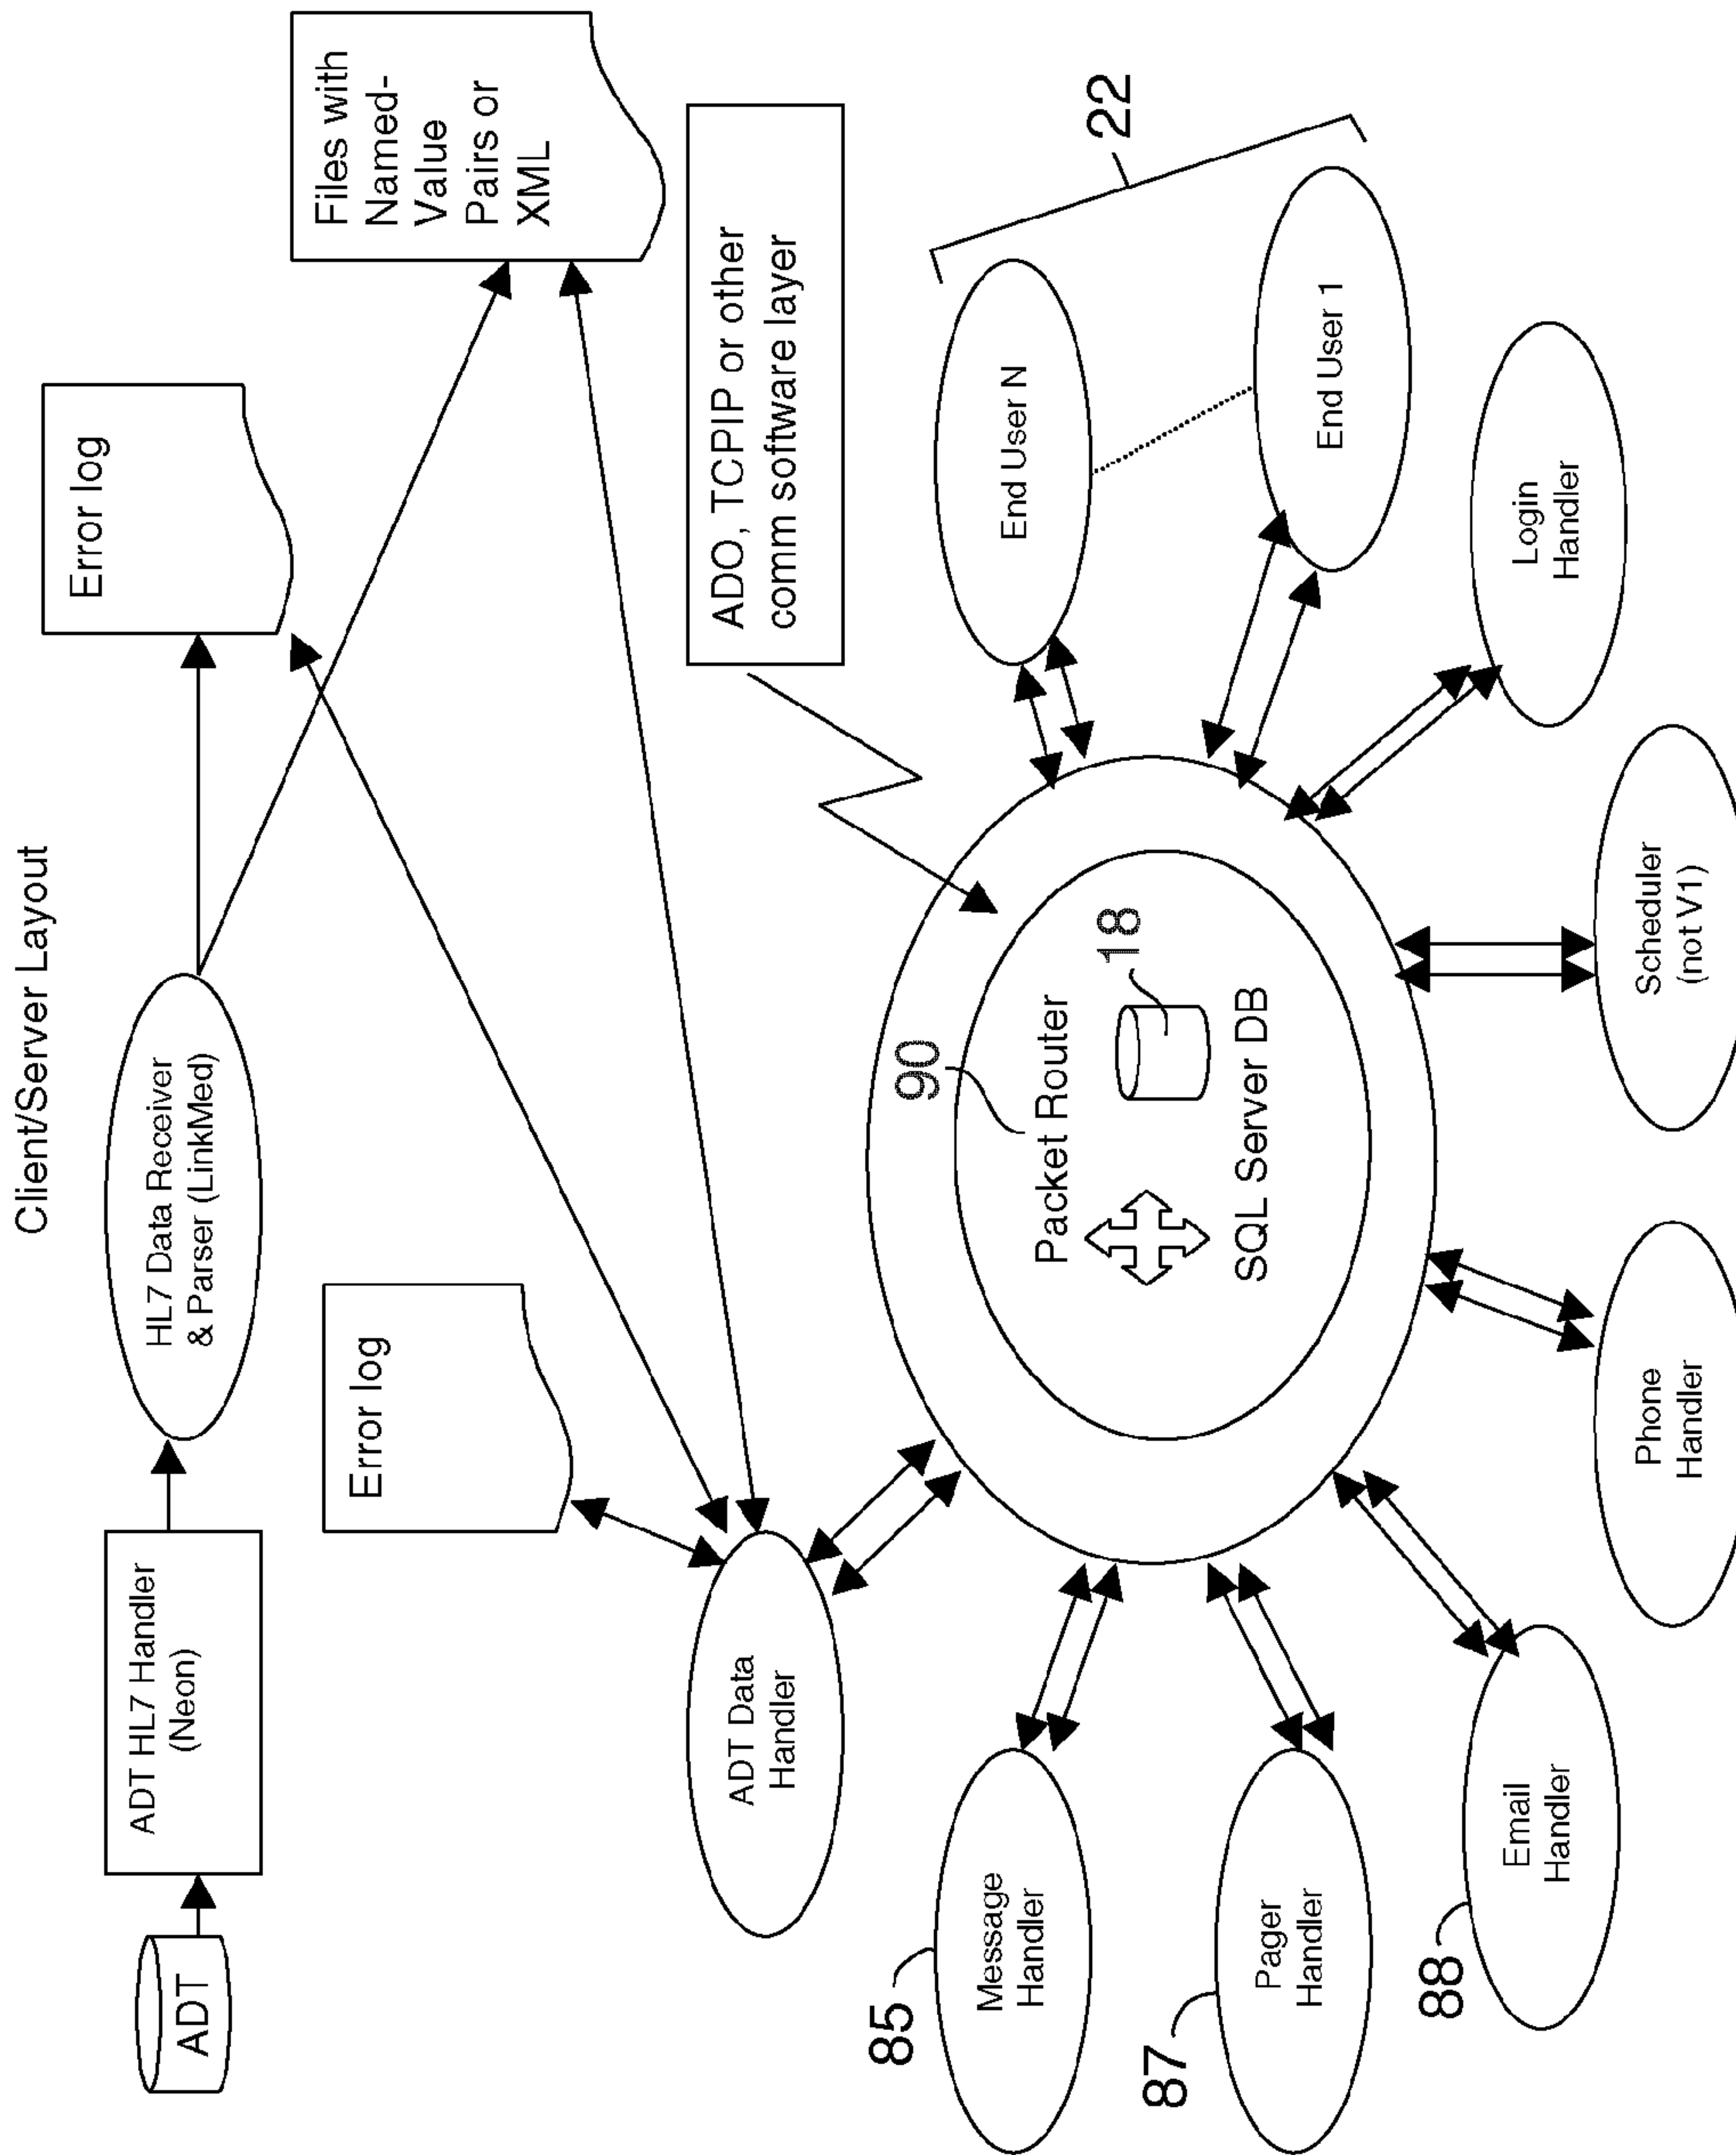 Client/Server Layout
ADT
ADT HL7 Handler
(Neon)
HL7 Data Receiver
& Parser (LinkMed)
Error log
Files with
Named-
Value
Pairs or
XML
Error log
ADO, TCPIP or other
comm software layer
ADT Data
Handler
90
Packet Router
18
SQL Server DB
22
End User N
End User 1
Login
Handler
Scheduler
(not V1)
Phone
Handler
85
Message
Handler
87
Pager
Handler
88
Email
Handler